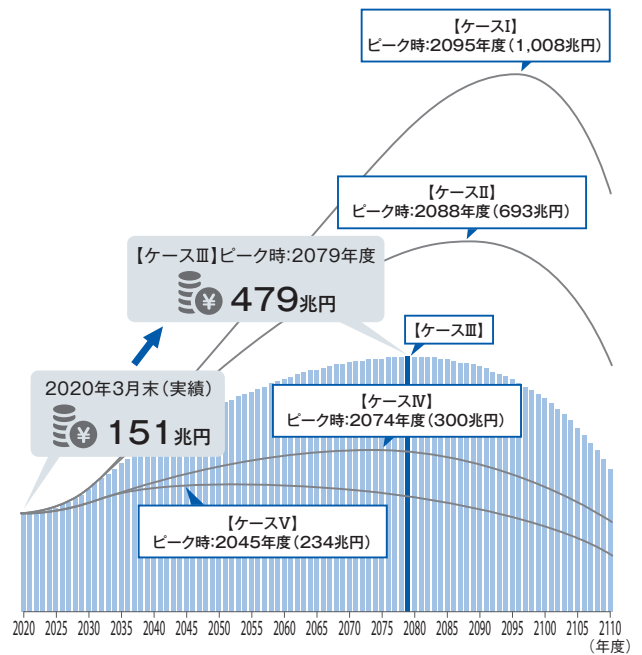 【ケースⅠ】
ピーク時:2095年度(1,008兆円)
【ケースⅡ】
ピーク時:2088年度(693兆円)
【ケースⅢ】ピーク時:2079年度
¥ 479兆円
【ケースⅢ】
2020年3月末(実績)
¥ 151兆円
【ケースⅣ】
ピーク時:2074年度(300兆円)
【ケースⅤ】
ピーク時:2045年度(234兆円)
2020 2025 2030 2035 2040 2045 2050 2055 2060 2065 2070 2075 2080 2085 2090 2095 2100 2105 2110
(年度)